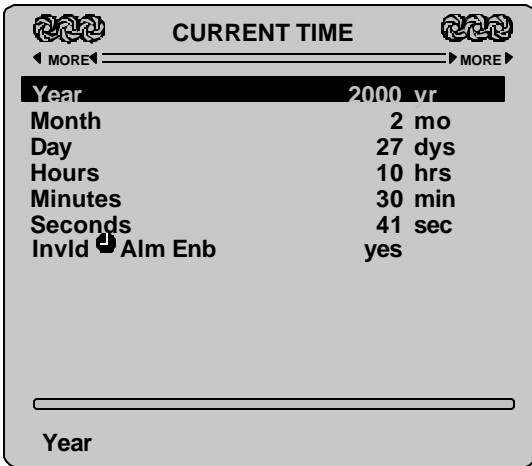 CURRENT TIME
MORE MORE
Year 2000 yr
Month 2 mo
Day 27 dys
Hours 10 hrs
Minutes 30 min
Seconds 41 sec
Invld Alm Enb yes
Year